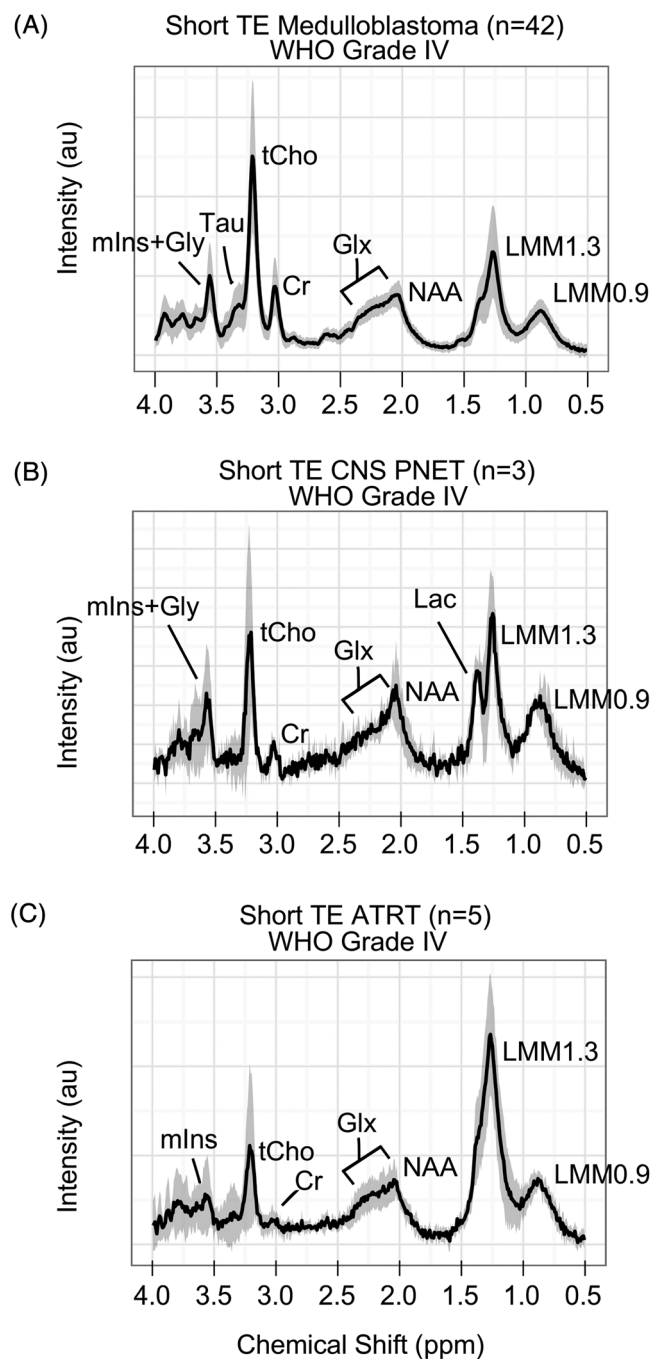 (A)
Short TE Medulloblastoma (n=42)
WHO Grade IV
Intensity (au)
mIns+Gly
Tau
tCho
Cr
Glx
NAA
LMM1.3
LMM0.9
4.0 3.5 3.0 2.5 2.0 1.5 1.0 0.5
(B)
Short TE CNS PNET (n=3)
WHO Grade IV
Intensity (au)
mIns+Gly
tCho
Cr
Glx
NAA
Lac
LMM1.3
LMM0.9
4.0 3.5 3.0 2.5 2.0 1.5 1.0 0.5
(C)
Short TE ATRT (n=5)
WHO Grade IV
Intensity (au)
mIns
tCho
Cr
Glx
NAA
LMM1.3
LMM0.9
4.0 3.5 3.0 2.5 2.0 1.5 1.0 0.5
Chemical Shift (ppm)